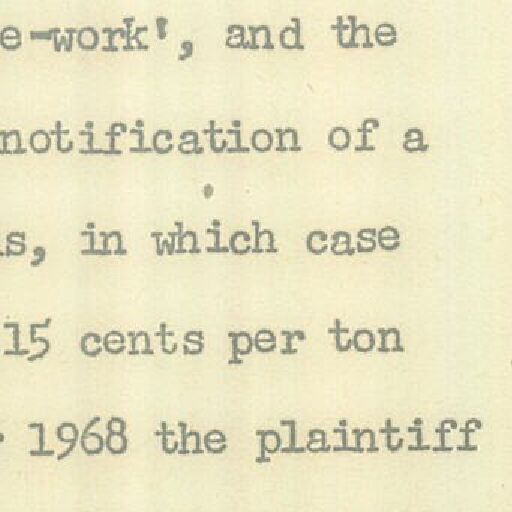 e-work', and the
notification of a
s, in which case
15 cents per ton
1968 the plaintiff